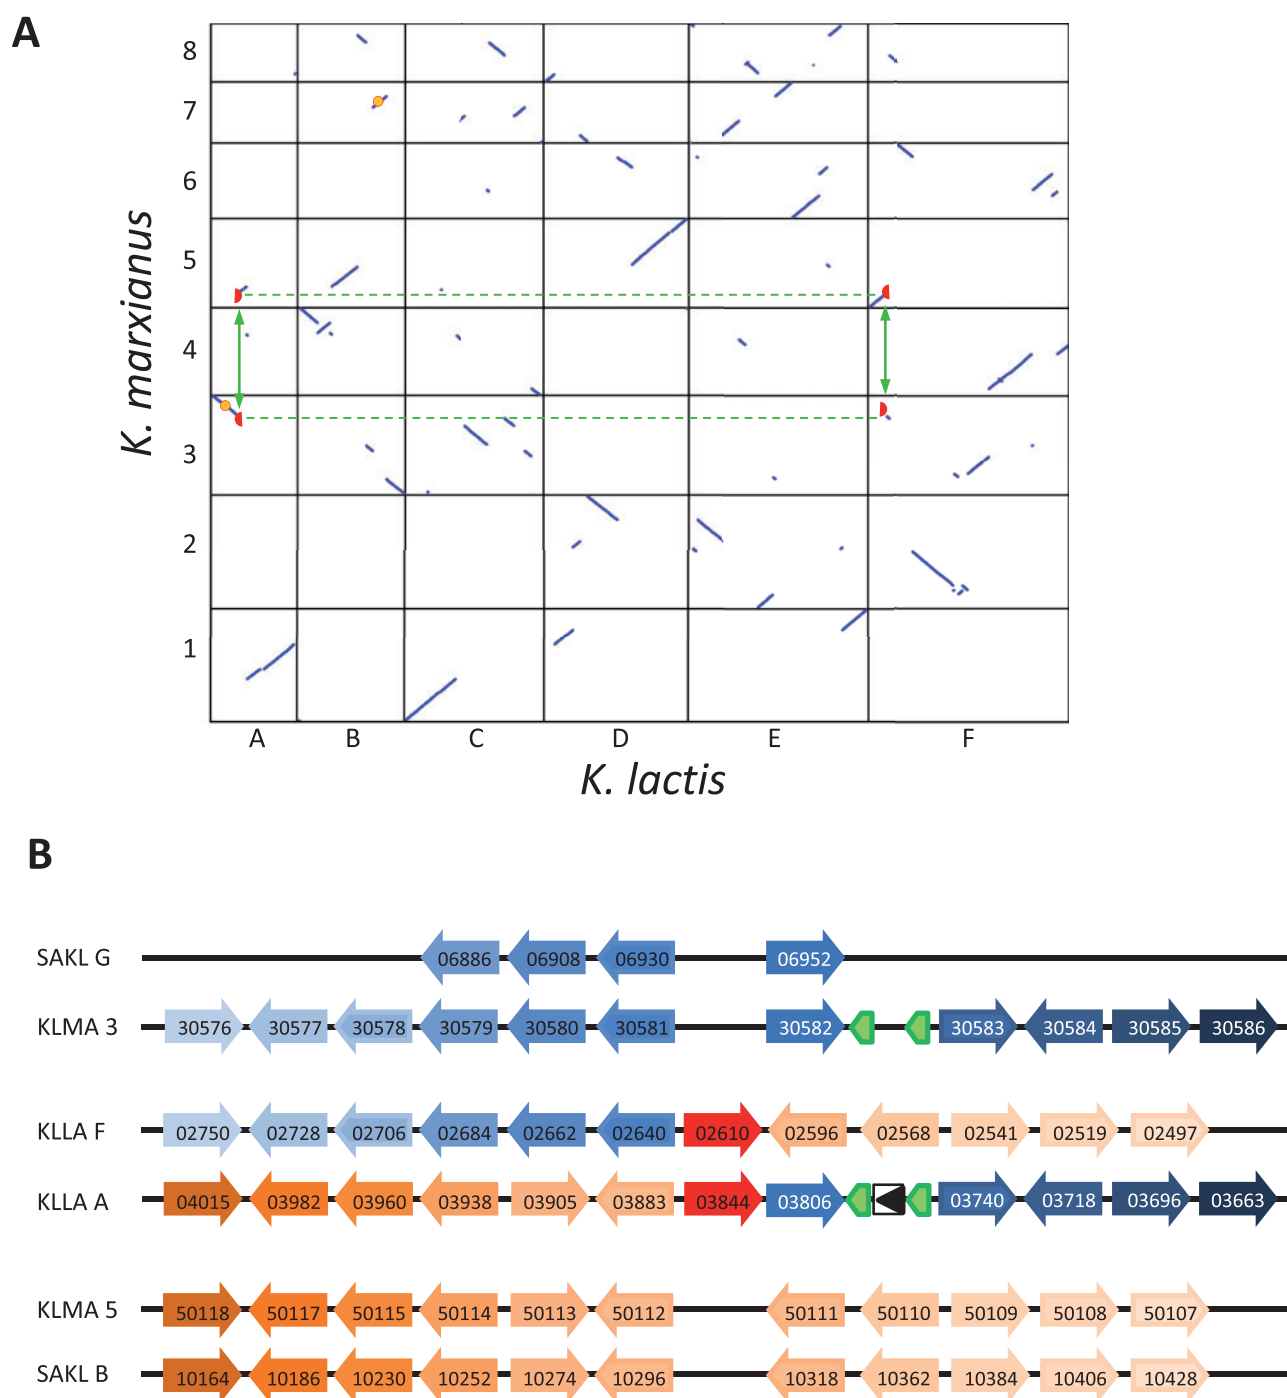 A
8
7
6
5
4
3
2
1
K. marxianus
A B C D E F
K. lactis
B
SAKL G 06886 06908 06930 06952
KLMA 3 30576 30577 30578 30579 30580 30581 30582 30583 30584 30585 30586
KLLA F 02750 02728 02706 02684 02662 02640 02610 02596 02568 02541 02519 02497
KLLA A 04015 03982 03960 03938 03905 03883 03844 03806 03740 03718 03696 03663
KLMA 5 50118 50117 50115 50114 50113 50112 50111 50110 50109 50108 50107
SAKL B 10164 10186 10230 10252 10274 10296 10318 10362 10384 10406 10428